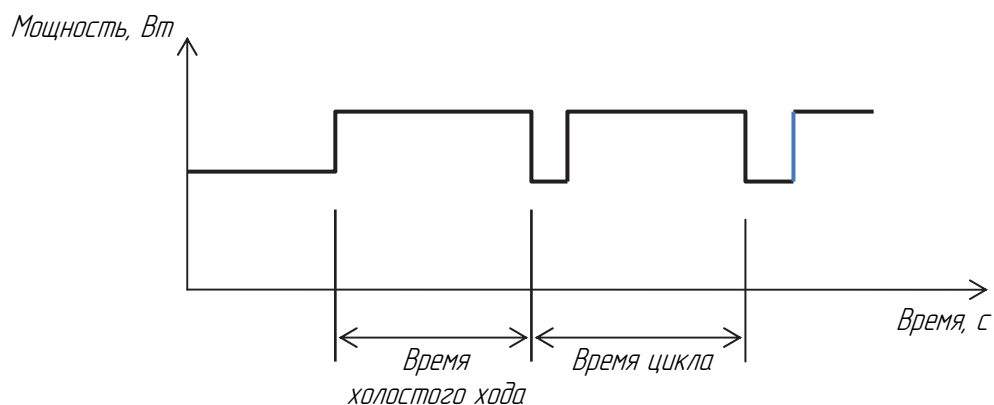 Мощность, Вт
Время, с
Время
холостого хода
Время цикла